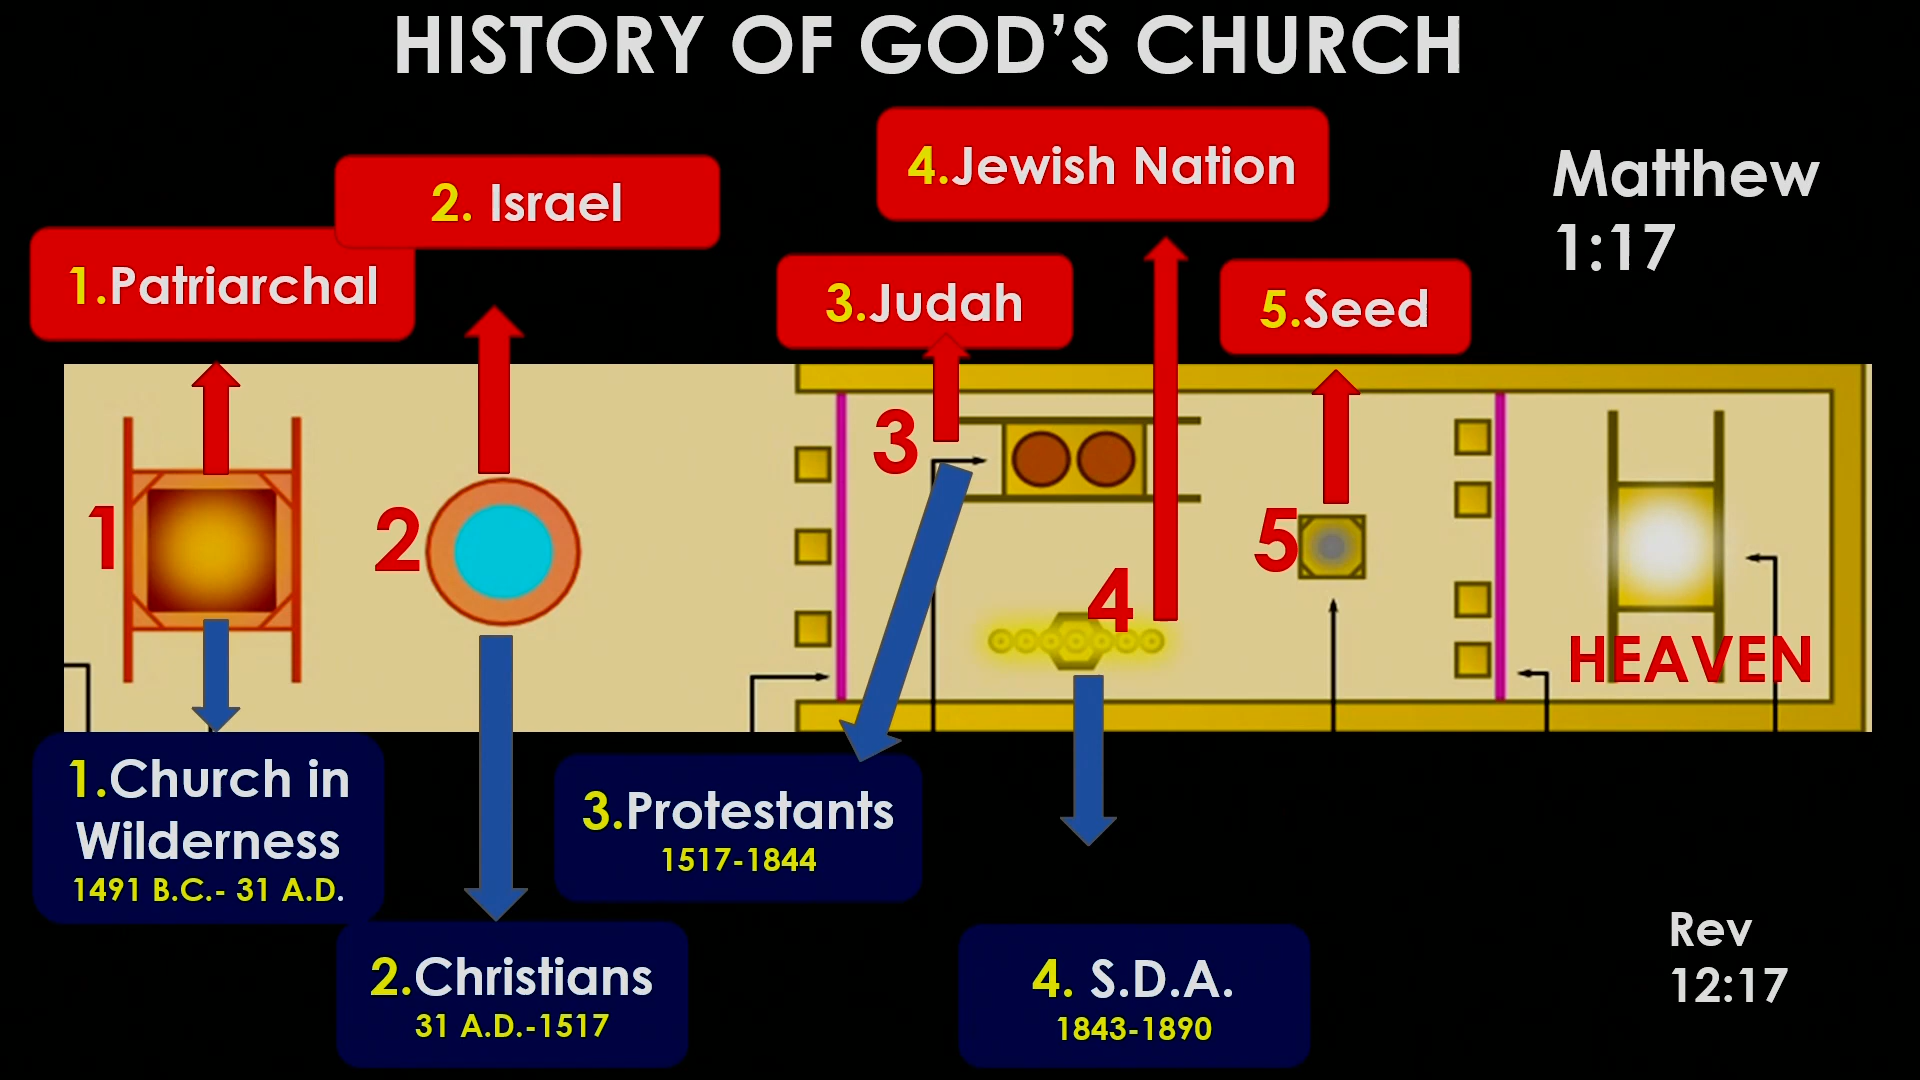 HISTORY OF GOD’S CHURCH
4.Jewish Nation
Matthew
1:17
2. Israel
1.Patriarchal
3.Judah
5.Seed
1
2
3
4
5
HEAVEN
1.Church in
Wilderness
1491 B.C.- 31 A.D.
3.Protestants
1517-1844
2.Christians
31 A.D.-1517
4. S.D.A.
1843-1890
Rev
12:17